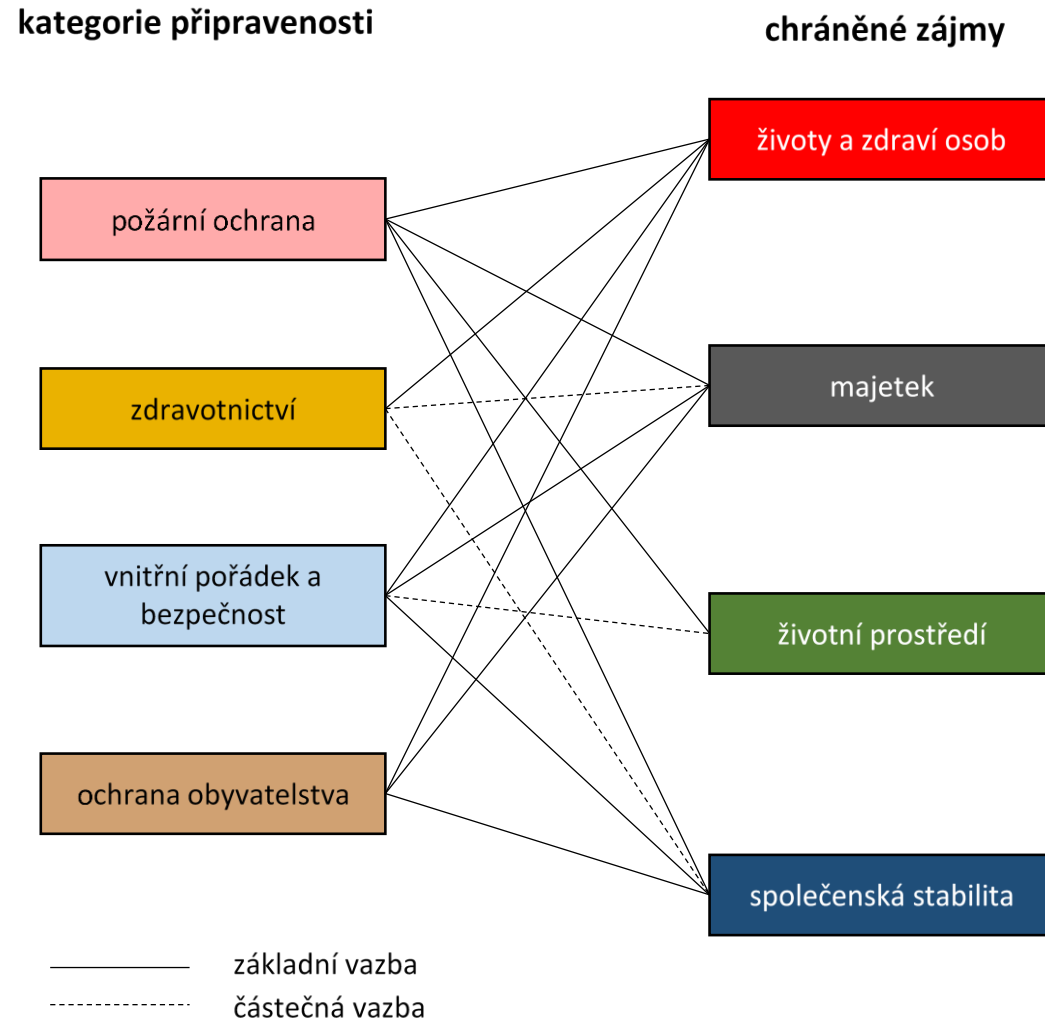 kategorie připravenosti
chráněné zájmy
životy a zdraví osob
požární ochrana
majetek
zdravotnictví
vnitřní pořádek a
bezpečnost
životní prostředí
ochrana obyvatelstva
společenská stabilita
základní vazba
částečná vazba